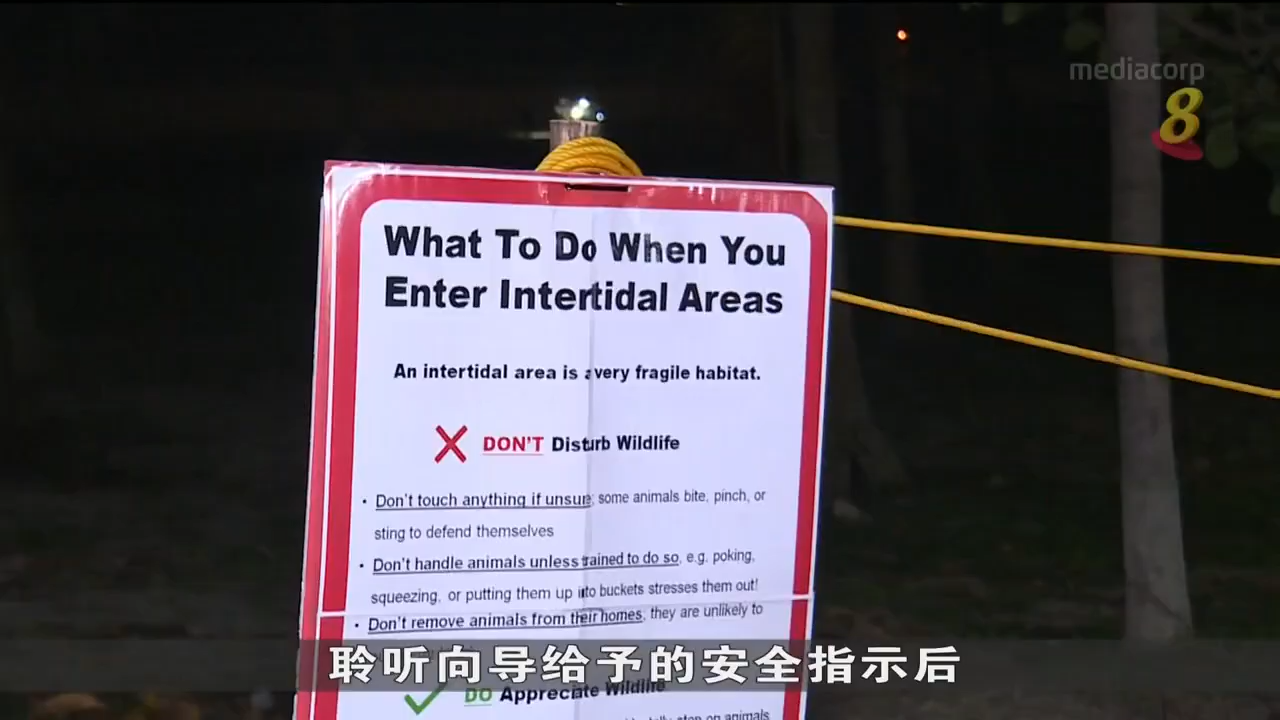 mediacorp
8
What To Do When You
Enter Intertidal Areas
An intertidal area is a very fragile habitat.
DON'T Disturb Wildlife
• Don't touch anything if unsure; some animals bite, pinch, or
sting to defend themselves
• Don't handle animals unless trained to do so, e.g. poking,
squeezing, or putting them up into buckets stresses them out!
• Don't remove animals from their homes, they are unlikely to
聆听向导给予的安全指示后
DO Appreciate Wildlife
step on animals